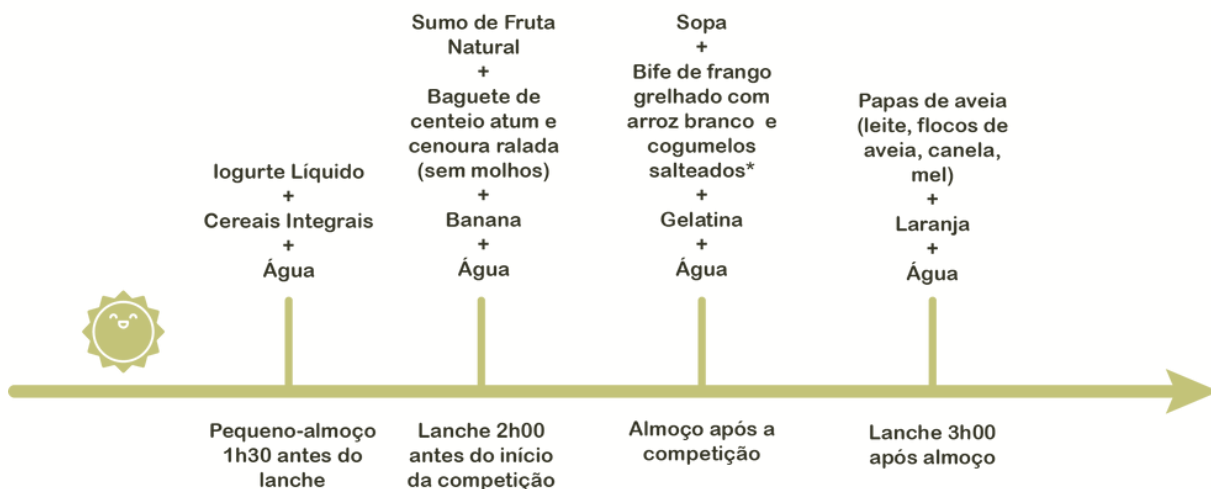 Iogurte Líquido
+
Cereais Integrais
+
Água
Sumo de Fruta
Natural
+
Baguete de
centeio atum e
cenoura ralada
(sem molhos)
+
Banana
+
Água
Sopa
+
Bife de frango
grelhado com
arroz branco e
cogumelos
salteados*
+
Gelatina
+
Água
Papas de aveia
(leite, flocos de
aveia, canela,
mel)
+
Laranja
+
Água
Pequeno-almoço
1h30 antes do
lanche
Lanche 2h00
antes do início
da competição
Almoço após a
competição
Lanche 3h00
após almoço